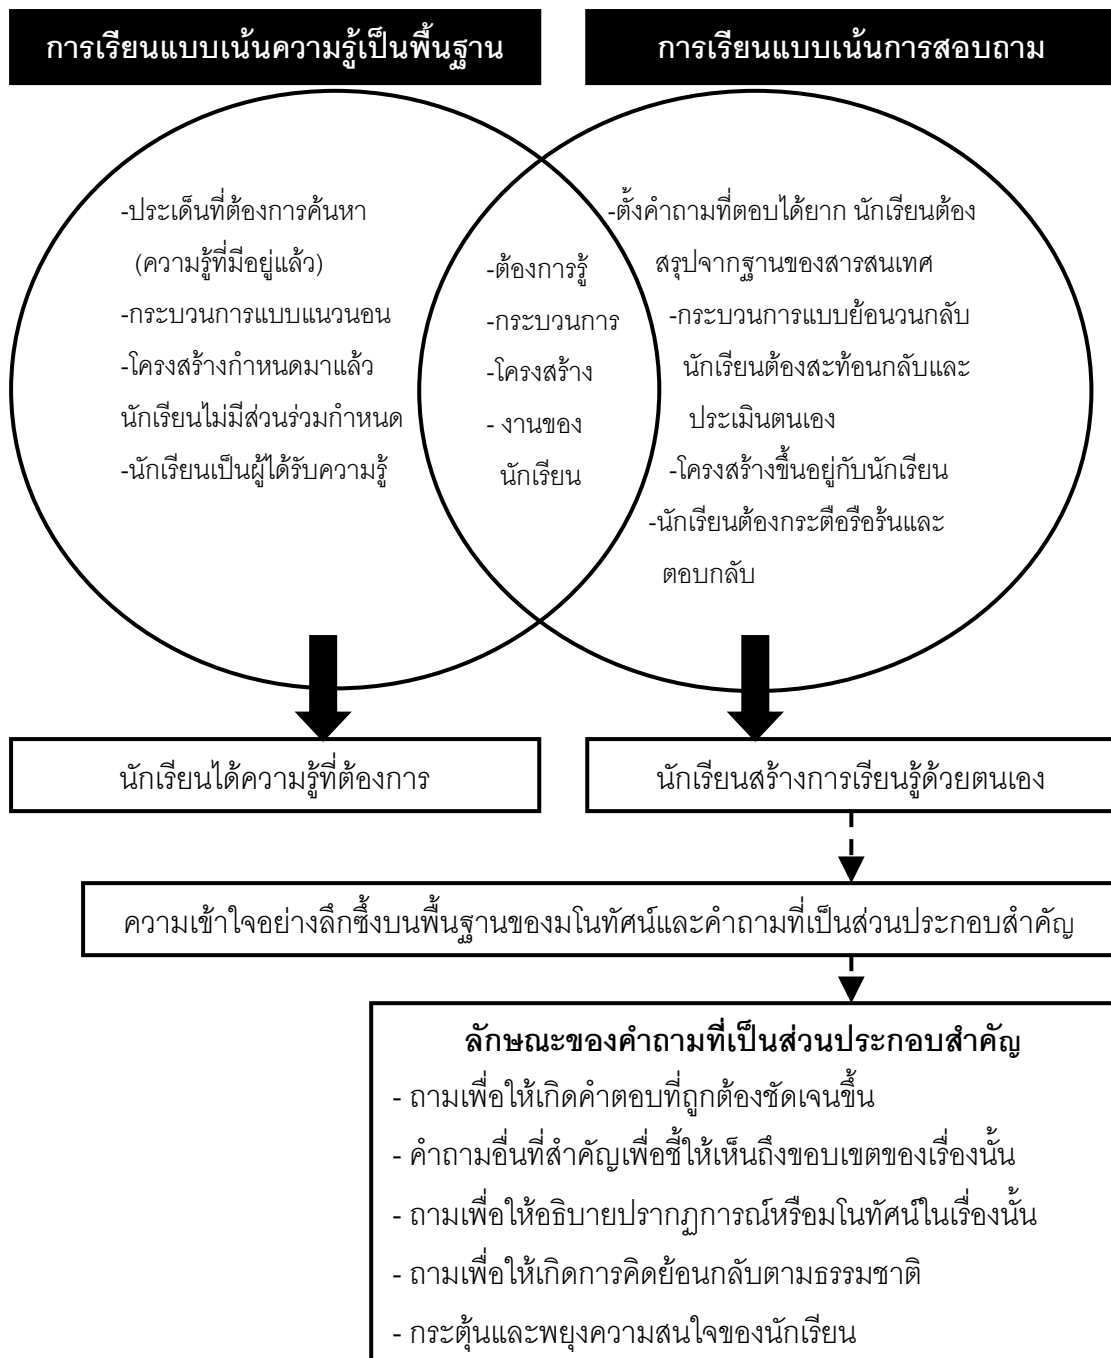 การเรียนแบบเน้นความรู้เป็นพื้นฐาน
การเรียนแบบเน้นการสอบถาม
-ประเด็นที่ต้องการค้นหา
(ความรู้ที่มีอยู่แล้ว)
-กระบวนการแบบแนวนอน
-โครงสร้างกำหนดมาแล้ว
นักเรียนไม่มีส่วนร่วมกำหนด
-นักเรียนเป็นผู้ได้รับความรู้
-ต้องการรู้
-กระบวนการ
-โครงสร้าง
- งานของ
นักเรียน
-ตั้งคำถามที่ตอบได้ยาก นักเรียนต้อง
สรุปจากฐานของสารสนเทศ
-กระบวนการแบบย้อนวนกลับ
นักเรียนต้องสะท้อนกลับและ
ประเมินตนเอง
-โครงสร้างขึ้นอยู่กับนักเรียน
-นักเรียนต้องกระตือรือร้นและ
ตอบกลับ
นักเรียนได้ความรู้ที่ต้องการ
นักเรียนสร้างการเรียนรู้ด้วยตนเอง
ความเข้าใจอย่างลึกซึ้งบนพื้นฐานของมโนทัศน์และคำถามที่เป็นส่วนประกอบสำคัญ
ลักษณะของคำถามที่เป็นส่วนประกอบสำคัญ
- ถามเพื่อให้เกิดคำตอบที่ถูกต้องชัดเจนขึ้น
- คำถามอื่นที่สำคัญเพื่อชี้ให้เห็นถึงขอบเขตของเรื่องนั้น
- ถามเพื่อให้อธิบายปรากฏการณ์หรือมโนทัศน์ในเรื่องนั้น
- ถามเพื่อให้เกิดการคิดย้อนกลับตามธรรมชาติ
- กระตุ้นและพยุงความสนใจของนักเรียน